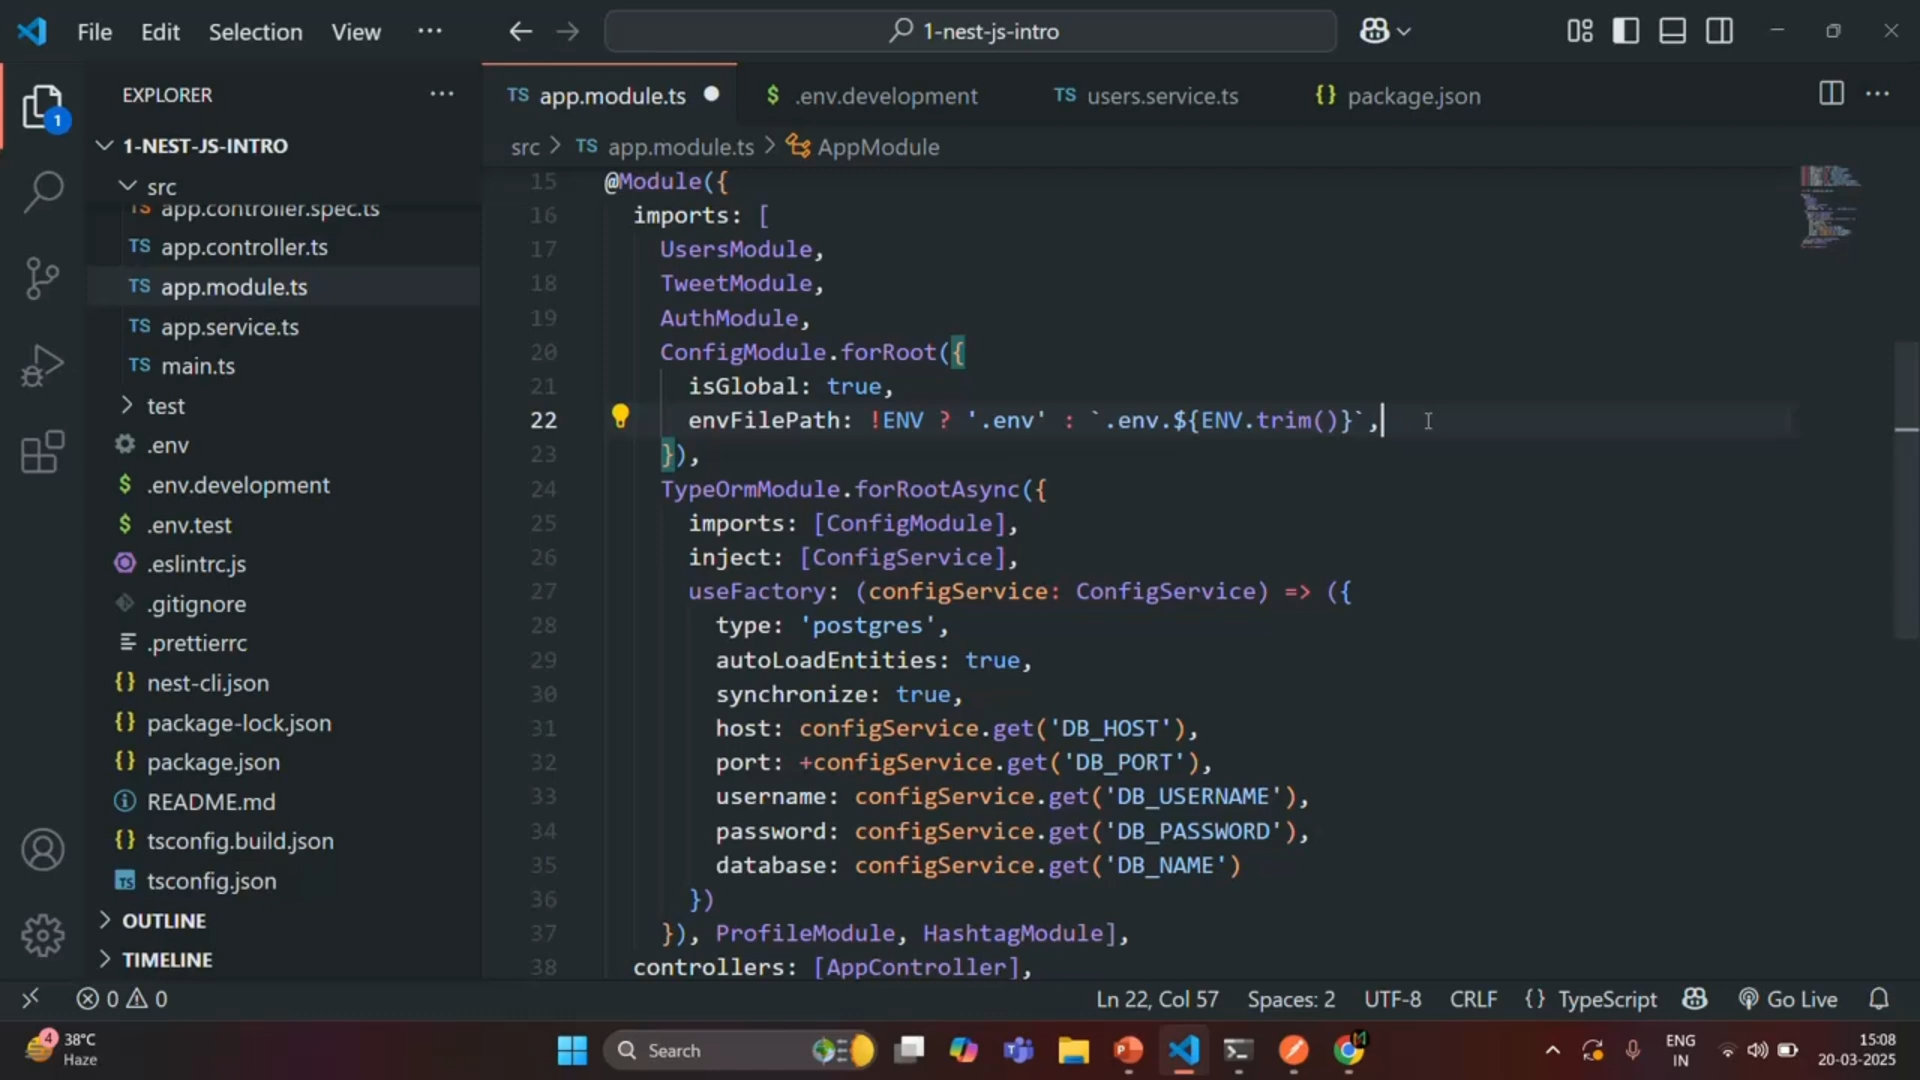 File Edit Selection View ··· 1-nest-js-intro
EXPLORER ···
1
1-NEST-JS-INTRO
src
TS app.controller.spec.ts
TS app.controller.ts
TS app.module.ts
TS app.service.ts
TS main.ts
test
.env
$ .env.development
$ .env.test
.eslintrc.js
.gitignore
.prettierrc
{} nest-cli.json
{} package-lock.json
{} package.json
README.md
{} tsconfig.build.json
TS tsconfig.json
OUTLINE
TIMELINE
TS app.module.ts $ .env.development TS users.service.ts {} package.json ···
src > TS app.module.ts > AppModule
15 @Module({
16 imports: [
17 UsersModule,
18 TweetModule,
19 AuthModule,
20 ConfigModule.forRoot({
21 isGlobal: true,
22 envFilePath: !ENV ? '.env' : `.env.${ENV.trim()}`,
23 }),
24 TypeOrmModule.forRootAsync({
25 imports: [ConfigModule],
26 inject: [ConfigService],
27 useFactory: (configService: ConfigService) => ({
28 type: 'postgres',
29 autoLoadEntities: true,
30 synchronize: true,
31 host: configService.get('DB_HOST'),
32 port: +configService.get('DB_PORT'),
33 username: configService.get('DB_USERNAME'),
34 password: configService.get('DB_PASSWORD'),
35 database: configService.get('DB_NAME')
36 })
37 }), ProfileModule, HashtagModule],
38 controllers: [AppController],
0 0 Ln 22, Col 57 Spaces: 2 UTF-8 CRLF {} TypeScript Go Live
4 38°C
Haze
Search
ENG
IN
15:08
20-03-2025